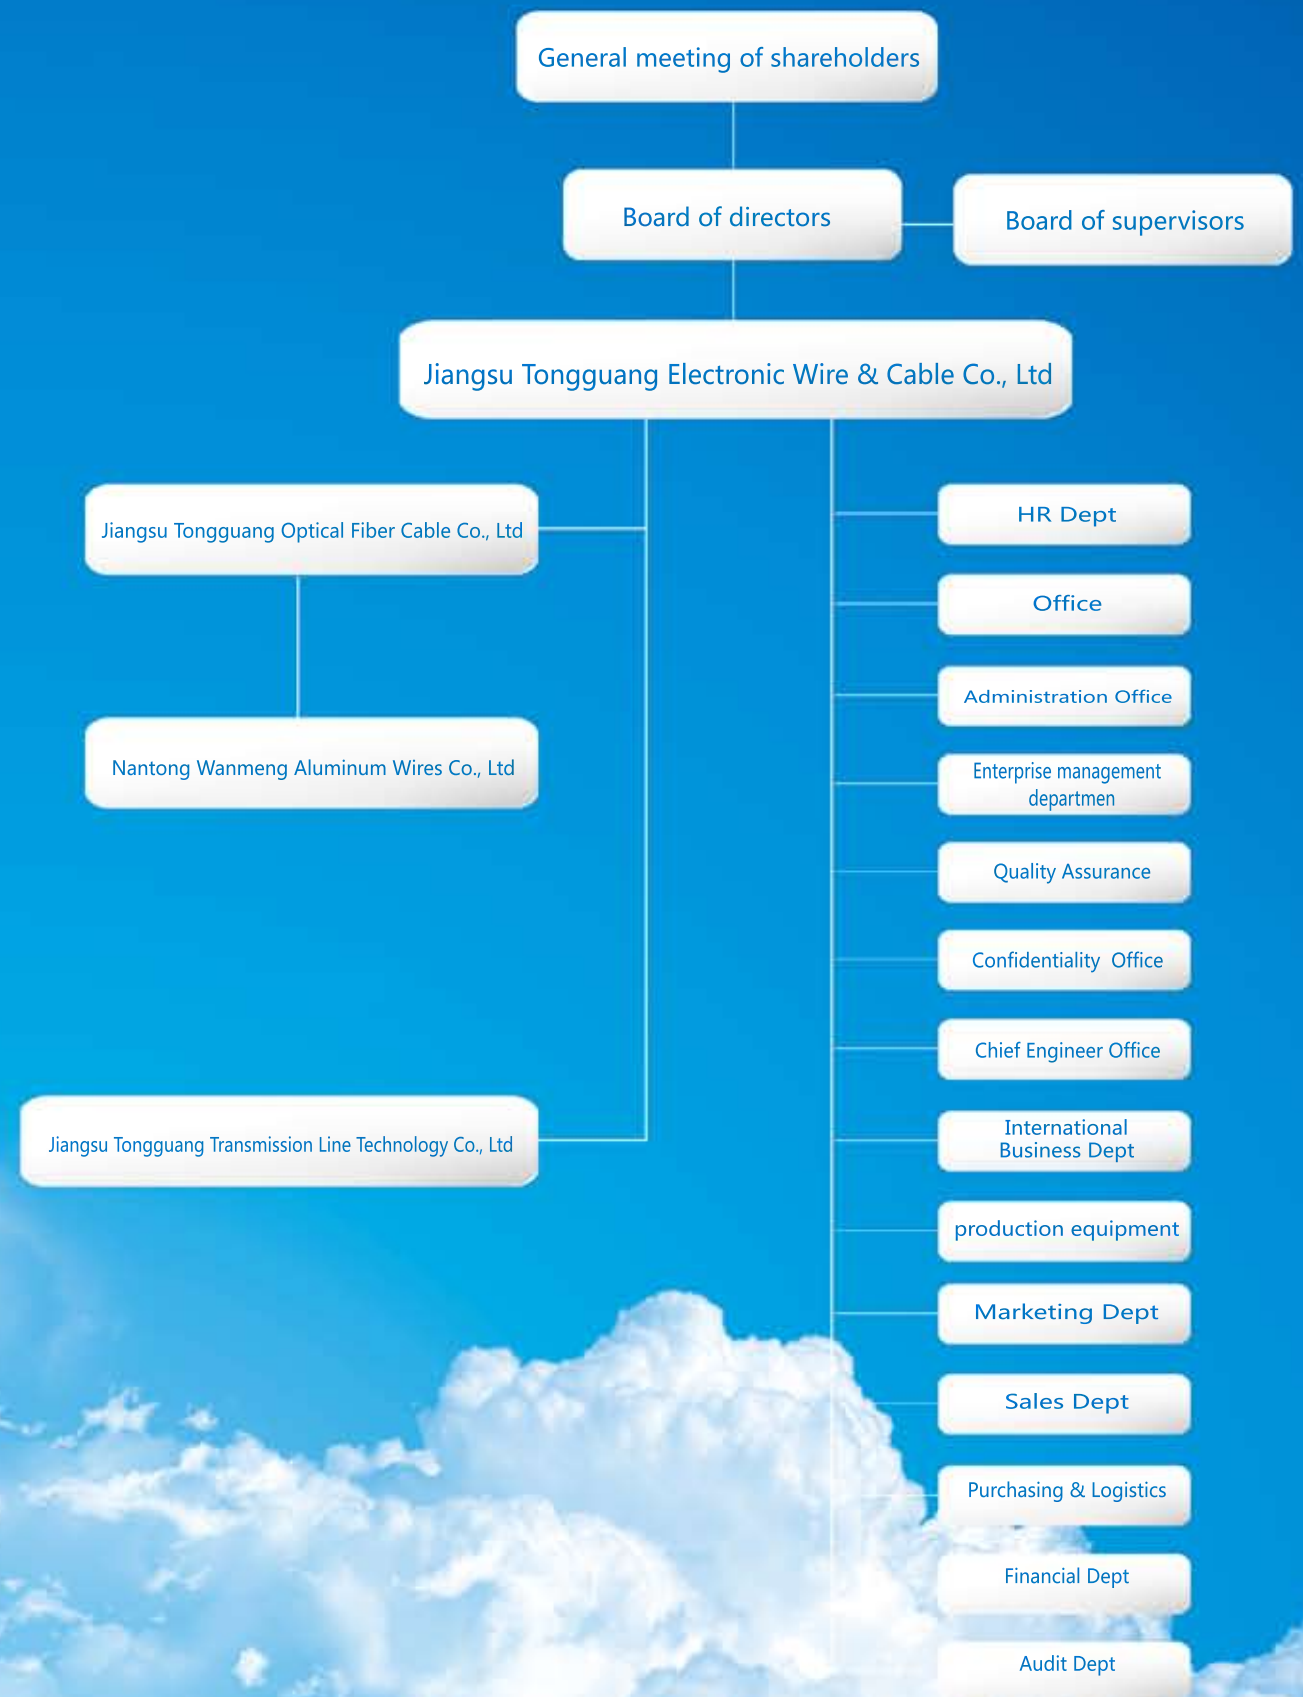 General meeting of shareholders
Board of directors
Board of supervisors
Jiangsu Tongguang Electronic Wire & Cable Co., Ltd
Jiangsu Tongguang Optical Fiber Cable Co., Ltd
Nantong Wanmeng Aluminum Wires Co., Ltd
Jiangsu Tongguang Transmission Line Technology Co., Ltd
HR Dept
Office
Administration Office
Enterprise management
departmen
Quality Assurance
Confidentiality Office
Chief Engineer Office
International
Business Dept
production equipment
Marketing Dept
Sales Dept
Purchasing & Logistics
Financial Dept
Audit Dept